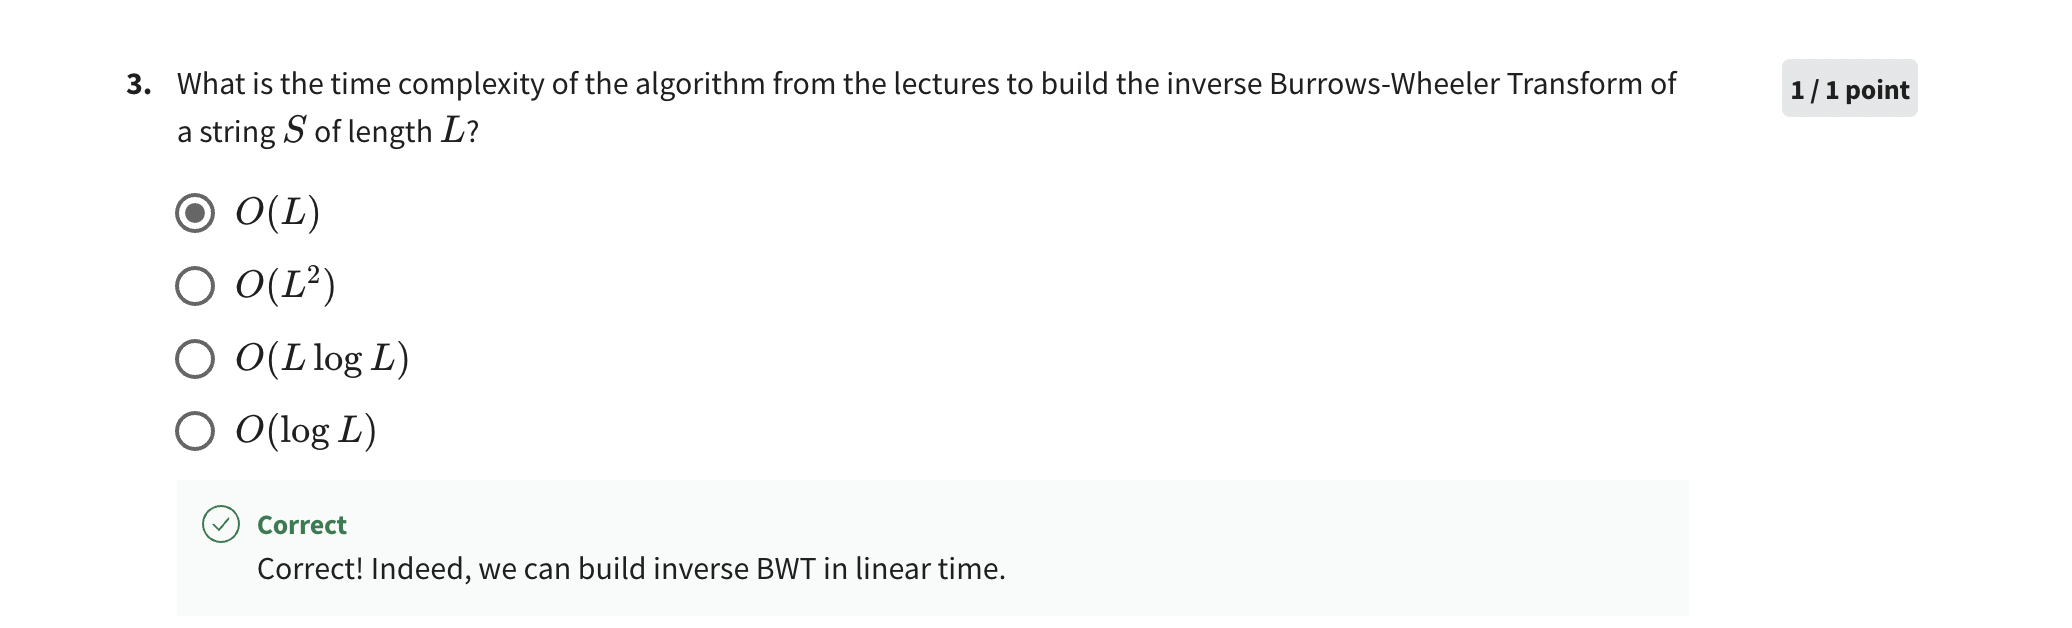 3. What is the time complexity of the algorithm from the lectures to build the inverse Burrows-Wheeler Transform of
a string S of length L?
1 / 1 point
O(L)
O(L²)
O(L log L)
O(log L)
Correct
Correct! Indeed, we can build inverse BWT in linear time.